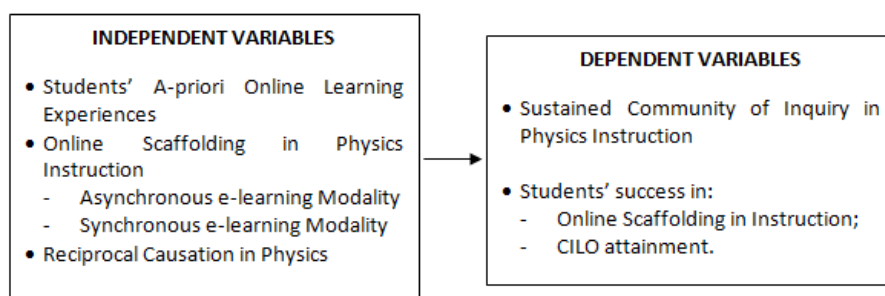 INDEPENDENT VARIABLES
• Students’ A-priori Online Learning
Experiences
• Online Scaffolding in Physics
Instruction
- Asynchronous e-learning Modality
- Synchronous e-learning Modality
• Reciprocal Causation in Physics
DEPENDENT VARIABLES
• Sustained Community of Inquiry in
Physics Instruction
• Students’ success in:
- Online Scaffolding in Instruction;
- CILO attainment.